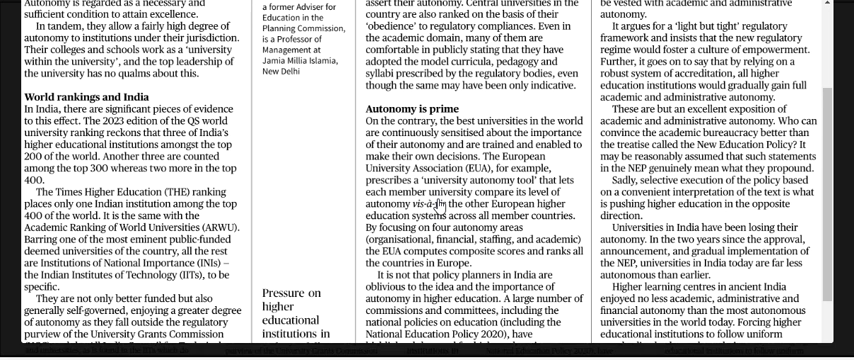 Autonomy is regarded as a necessary and
sufficient condition to attain excellence.
In tandem, they allow a fairly high degree of
autonomy to institutions under their jurisdiction.
Their colleges and schools work as a ‘university
within the university’, and the top leadership of
the university has no qualms about this.
World rankings and India
In India, there are significant pieces of evidence
to this effect. The 2023 edition of the QS world
university ranking reckons that three of India’s
higher educational institutions amongst the top
200 of the world. Another three are counted
among the top 300 whereas two more in the top
400.
The Times Higher Education (THE) ranking
places only one Indian institution among the top
400 of the world. It is the same with the
Academic Ranking of World Universities (ARWU).
Barring one of the most eminent public-funded
deemed universities of the country, all the rest
are Institutions of National Importance (INIs) —
the Indian Institutes of Technology (IITs), to be
specific.
They are not only better funded but also
generally self-governed, enjoying a greater degree
of autonomy as they fall outside the regulatory
purview of the University Grants Commission
a former Adviser for
Education in the
Planning Commission,
is a Professor of
Management at
Jamia Millia Islamia,
New Delhi
Pressure on
higher
educational
institutions in
assert their autonomy. Central universities in the
country are also ranked on the basis of their
‘obedience’ to regulatory compliances. Even in
the academic domain, many of them are
comfortable in publicly stating that they have
adopted the model curricula, pedagogy and
syllabi prescribed by the regulatory bodies, even
though the same may have been only indicative.
Autonomy is prime
On the contrary, the best universities in the world
are continuously sensitised about the importance
of their autonomy and are trained and enabled to
make their own decisions. The European
University Association (EUA), for example,
prescribes a ‘university autonomy tool’ that lets
each member university compare its level of
autonomy vis-à-vis the other European higher
education systems across all member countries.
By focusing on four autonomy areas
(organisational, financial, staffing, and academic)
the EUA computes composite scores and ranks all
the countries in Europe.
It is not that policy planners in India are
oblivious to the idea and the importance of
autonomy in higher education. A large number of
commissions and committees, including the
national policies on education (including the
National Education Policy 2020), have
be vested with academic and administrative
autonomy.
It argues for a ‘light but tight’ regulatory
framework and insists that the new regulatory
regime would foster a culture of empowerment.
Further, it goes on to say that by relying on a
robust system of accreditation, all higher
education institutions would gradually gain full
academic and administrative autonomy.
These are but an excellent exposition of
academic and administrative autonomy. Who can
convince the academic bureaucracy better than
the treatise called the New Education Policy? It
may be reasonably assumed that such statements
in the NEP genuinely mean what they propound.
Sadly, selective execution of the policy based
on a convenient interpretation of the text is what
is pushing higher education in the opposite
direction.
Universities in India have been losing their
autonomy. In the two years since the approval,
announcement, and gradual implementation of
the NEP, universities in India today are far less
autonomous than earlier.
Higher learning centres in ancient India
enjoyed no less academic, administrative and
financial autonomy than the most autonomous
universities in the world today. Forcing higher
education institutions to follow uniform